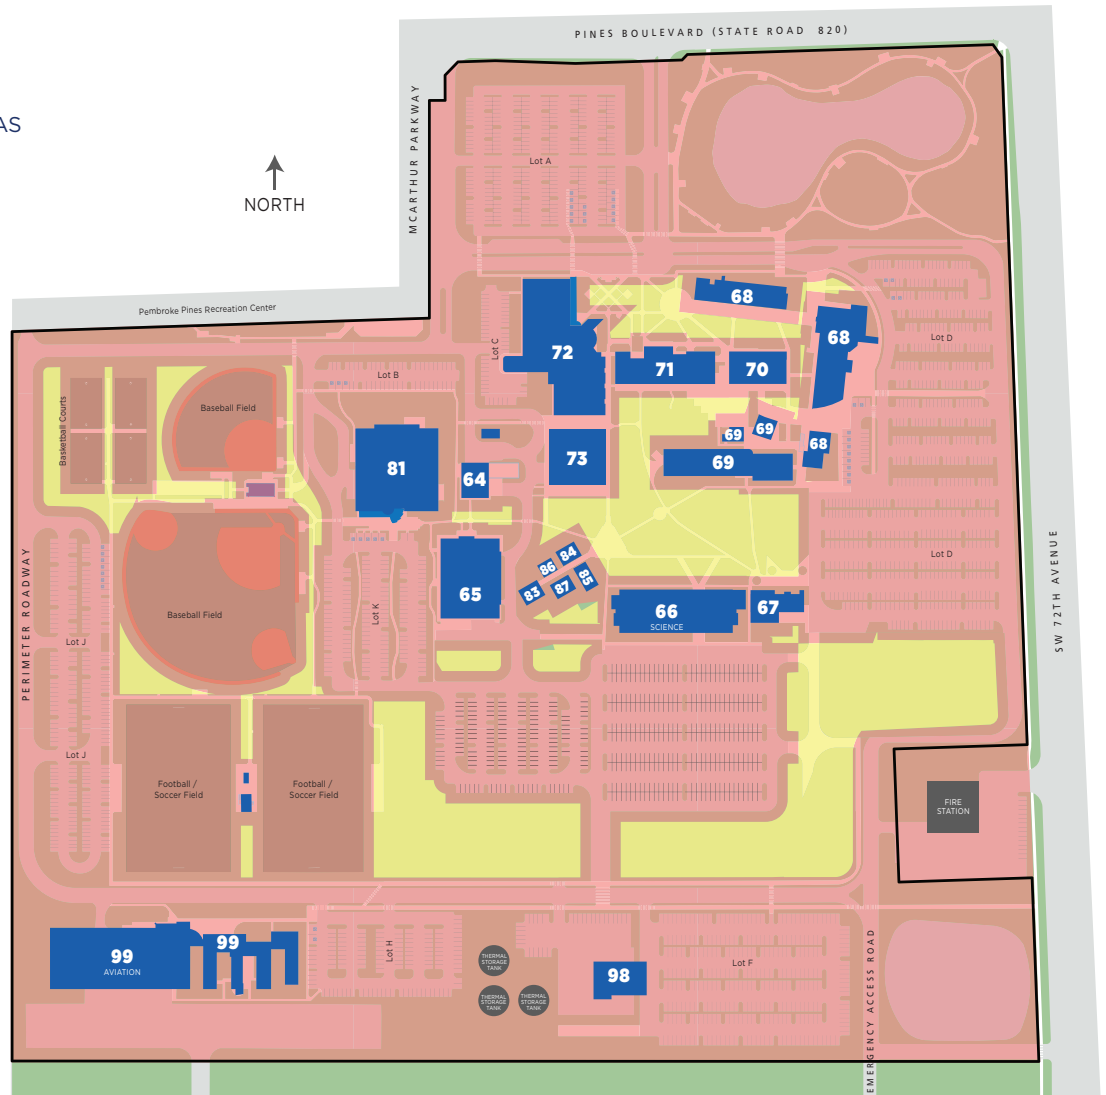 PINES BOULEVARD (STATE ROAD 820)
AS
MCARTHUR PARKWAY
NORTH
Lot A
Pembroke Pines Recreation Center
68
72
68
Lot C
Lot D
71
70
Lot B
Baseball Field
Basketball Courts
69
69
68
81
73
69
64
PERIMETER ROADWAY
SW 72TH AVENUE
84
86
85
83
87
65
Lot D
66
SCIENCE
67
Baseball Field
Lot K
Lot J
Lot J
Football /
Soccer Field
Football /
Soccer Field
FIRE
STATION
99
AVIATION
99
Lot H
THERMAL
STORAGE
TANK
THERMAL
STORAGE
TANK
THERMAL
STORAGE
TANK
98
Lot F
EMERGENCY ACCESS ROAD